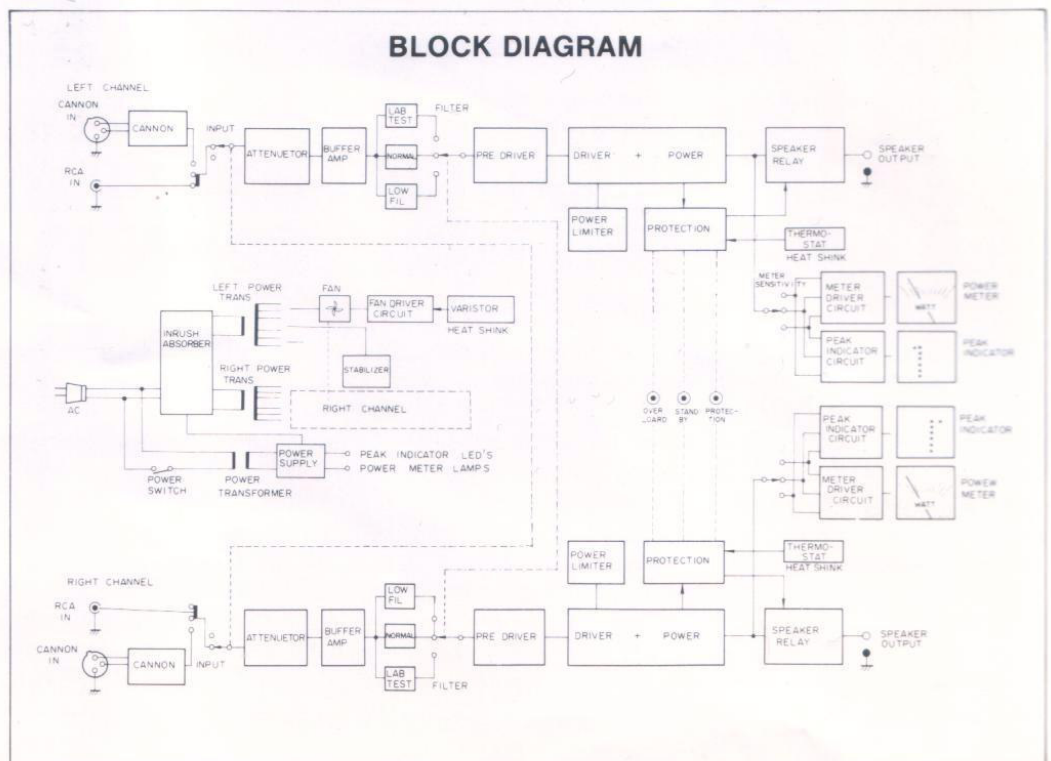 BLOCK DIAGRAM
LEFT CHANNEL
CANNON
IN
CANNON
RCA
IN
INPUT
ATTENUETOR
BUFFER
AMP
LAB
TEST
NORMAL
LOW
FIL
FILTER
PRE DRIVER
DRIVER + POWER
POWER
LIMITER
PROTECTION
SPEAKER
RELAY
SPEAKER
OUTPUT
THERMO-
STAT
HEAT SHINK
METER
SENSITIVITY
METER
DRIVER
CIRCUIT
WATT
POWER
METER
PEAK
INDICATOR
CIRCUIT
PEAK
INDICATOR
LEFT POWER
TRANS
FAN
FAN DRIVER
CIRCUIT
VARISTOR
HEAT SHINK
INRUSH
ABSORBER
STABILIZER
RIGHT POWER
TRANS
RIGHT CHANNEL
AC
POWER
SUPPLY
PEAK INDICATOR LED'S
POWER METER LAMPS
POWER
SWITCH
POWER
TRANSFORMER
OVER
LOARD
STAND
BY
PROTEC-
TION
PEAK
INDICATOR
CIRCUIT
PEAK
INDICATOR
METER
DRIVER
CIRCUIT
WATT
POWEW
METER
THERMO-
STAT
HEAT SHINK
POWER
LIMITER
PROTECTION
RIGHT CHANNEL
RCA
IN
CANNON
IN
CANNON
INPUT
ATTENUETOR
BUFFER
AMP
LOW
FIL
NORMAL
LAB
TEST
FILTER
PRE DRIVER
DRIVER + POWER
SPEAKER
RELAY
SPEAKER
OUTPUT